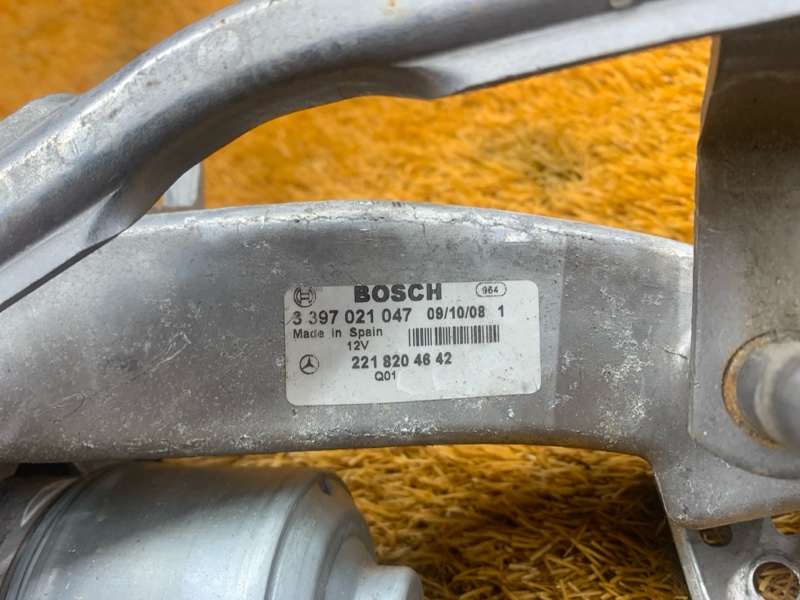 BOSCH 984
3 397 021 047 09/10/08 1
Made in Spain
12V
221 820 46 42
Q01